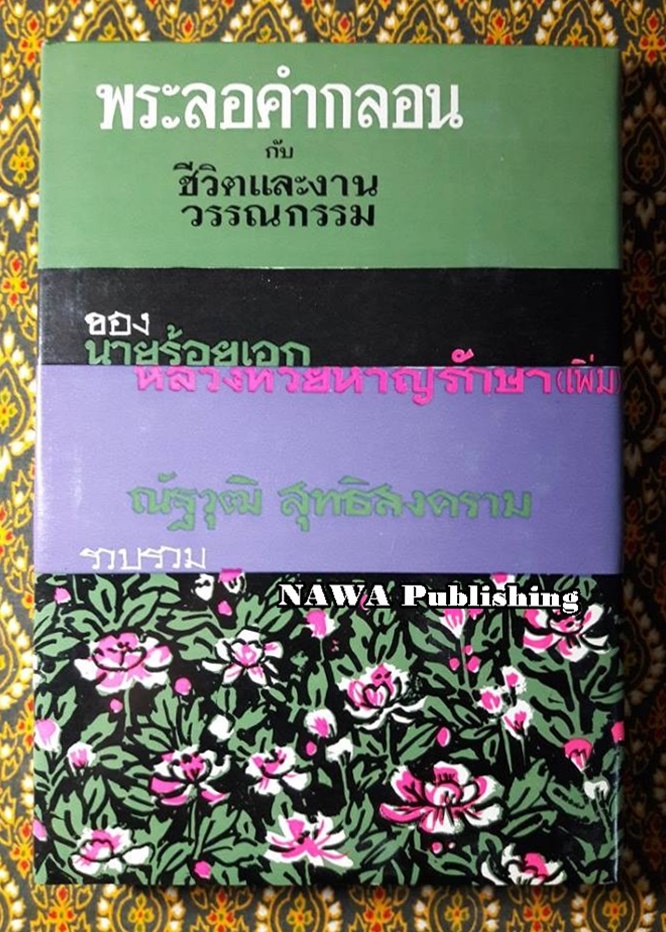 พระลอคำกลอน
กับ
ชีวิตและงาน
วรรณกรรม
ของ
นายร้อยเอก
หลวงทวยหาญรักษา (เพิ่ม)
ณัฐวุฒิ สุทธิสงคราม
รวบรวม
NAWA Publishing